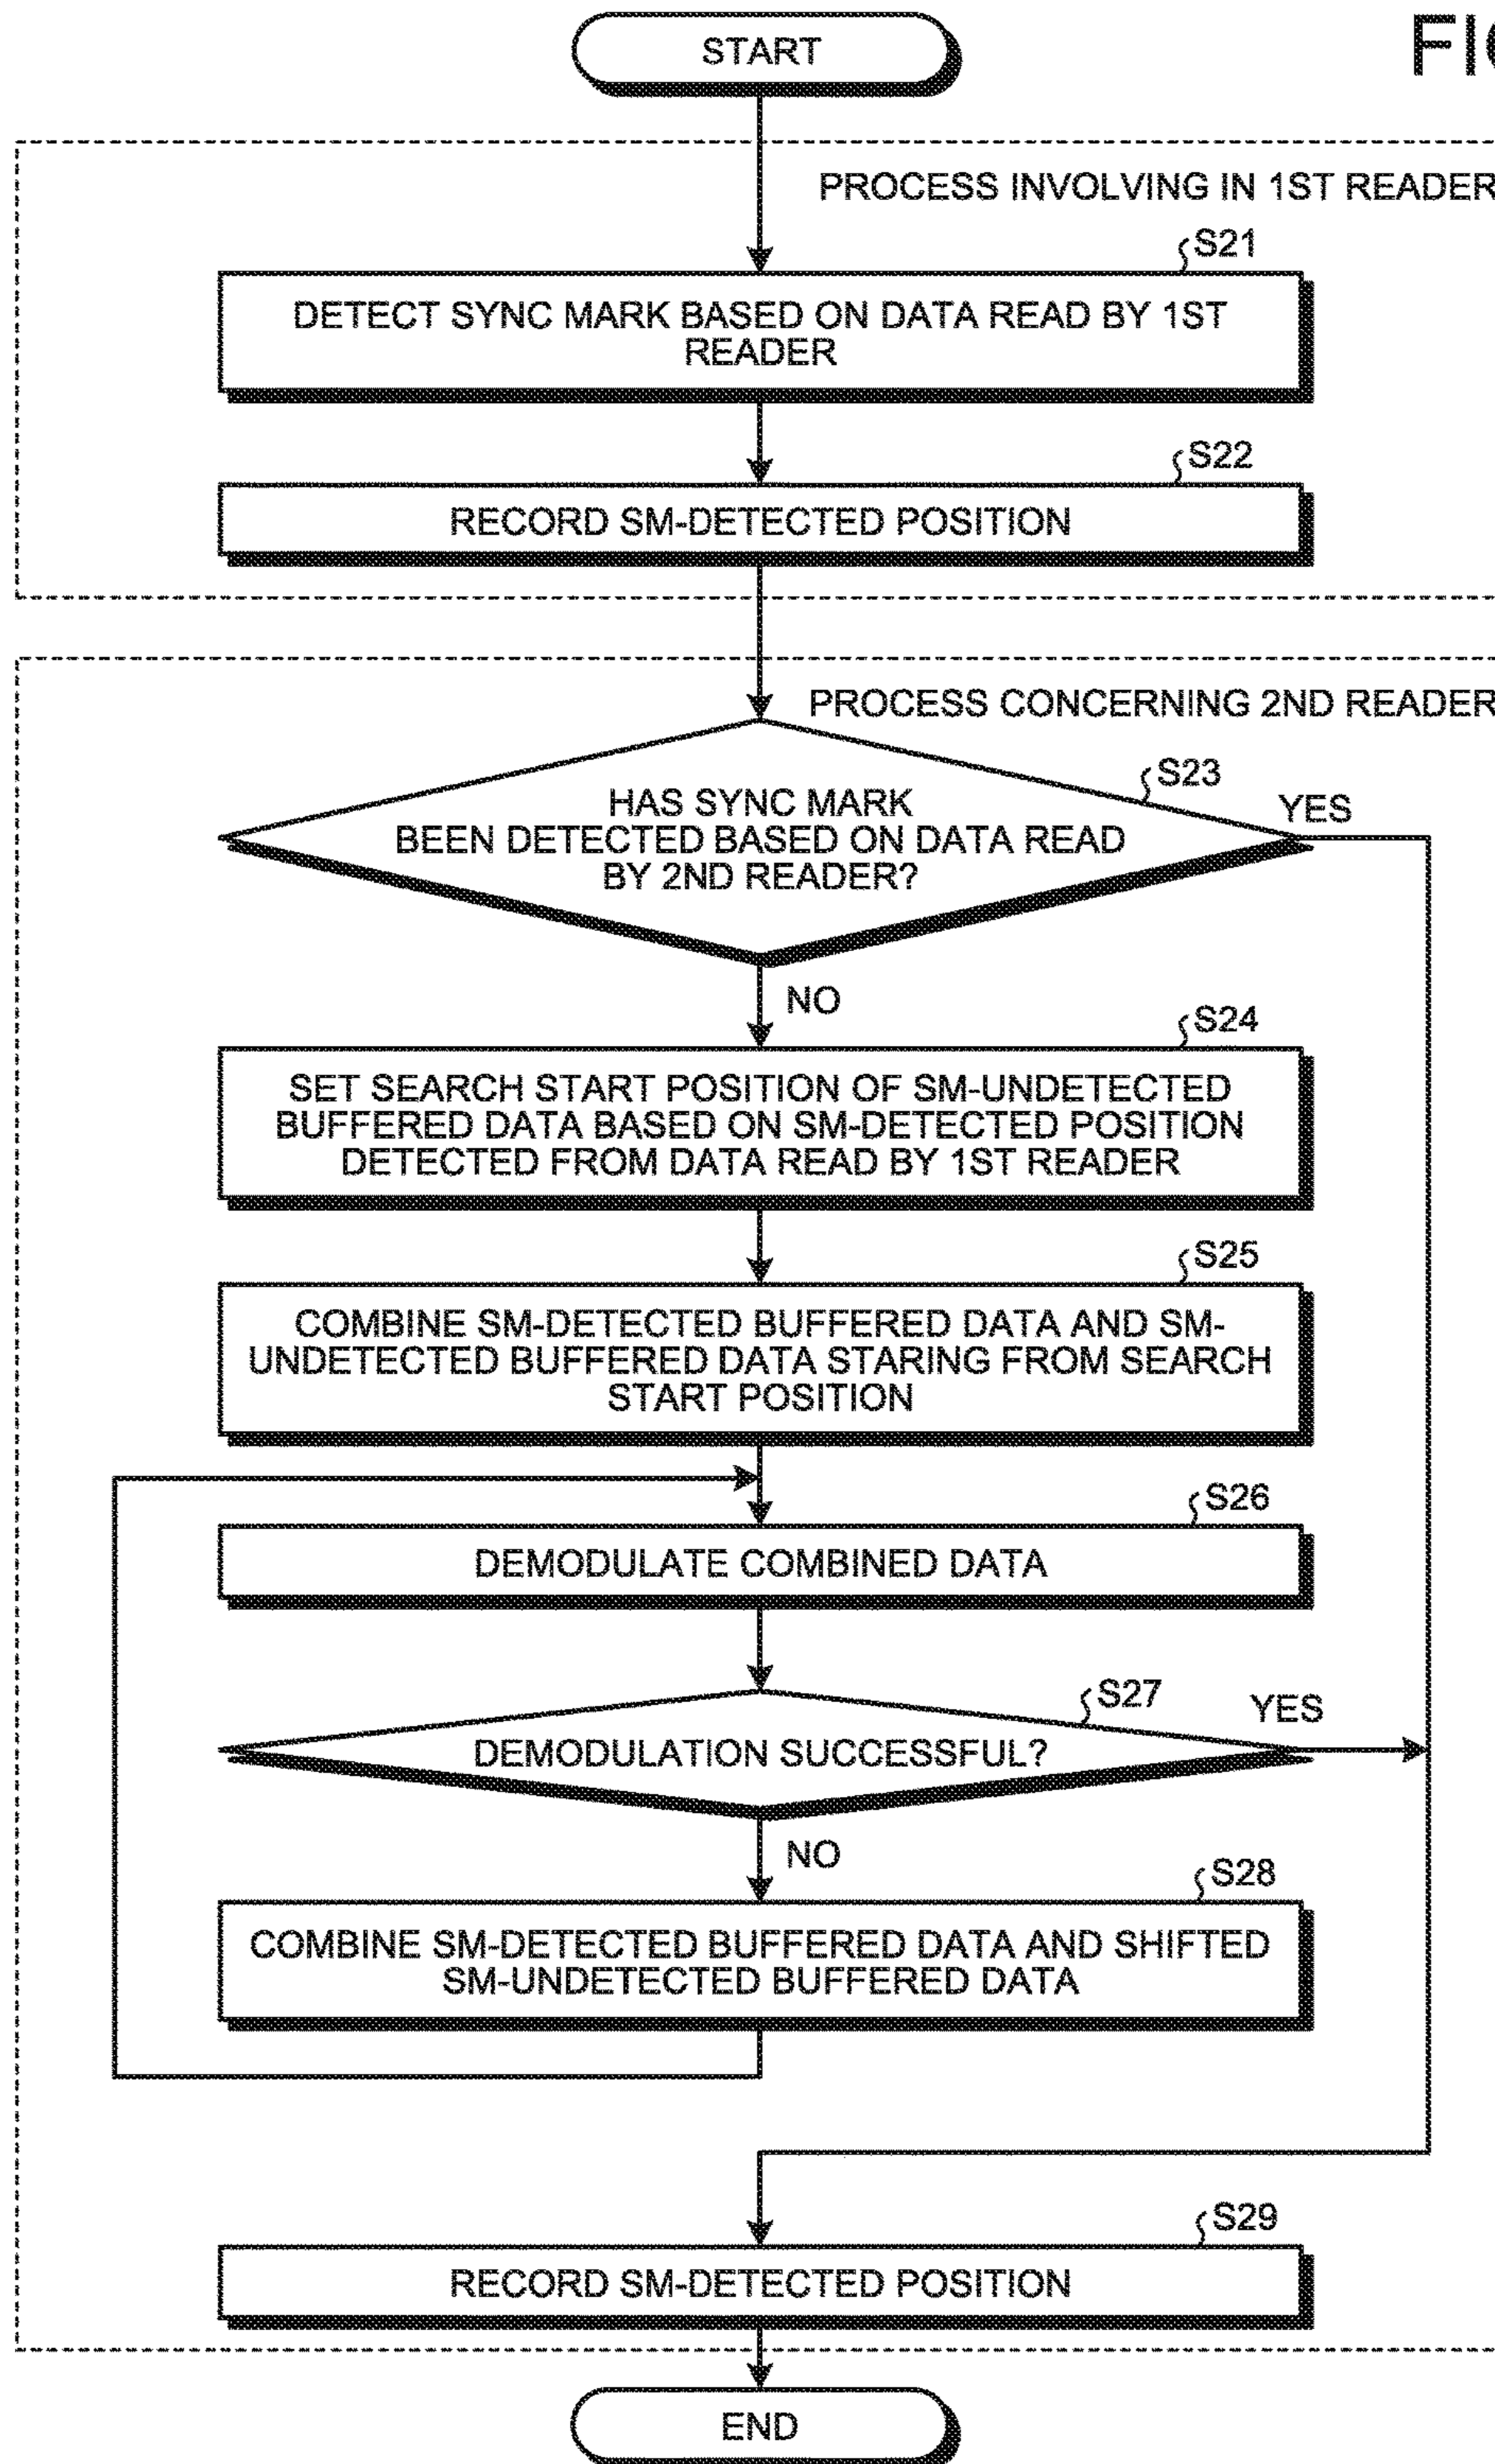 FIG
START
PROCESS INVOLVING IN 1ST READER
S21
DETECT SYNC MARK BASED ON DATA READ BY 1ST
READER
S22
RECORD SM-DETECTED POSITION
PROCESS CONCERNING 2ND READER
S23
HAS SYNC MARK
BEEN DETECTED BASED ON DATA READ
BY 2ND READER?
YES
NO
S24
SET SEARCH START POSITION OF SM-UNDETECTED
BUFFERED DATA BASED ON SM-DETECTED POSITION
DETECTED FROM DATA READ BY 1ST READER
S25
COMBINE SM-DETECTED BUFFERED DATA AND SM-
UNDETECTED BUFFERED DATA STARING FROM SEARCH
START POSITION
S26
DEMODULATE COMBINED DATA
S27
YES
DEMODULATION SUCCESSFUL?
NO
S28
COMBINE SM-DETECTED BUFFERED DATA AND SHIFTED
SM-UNDETECTED BUFFERED DATA
S29
RECORD SM-DETECTED POSITION
END